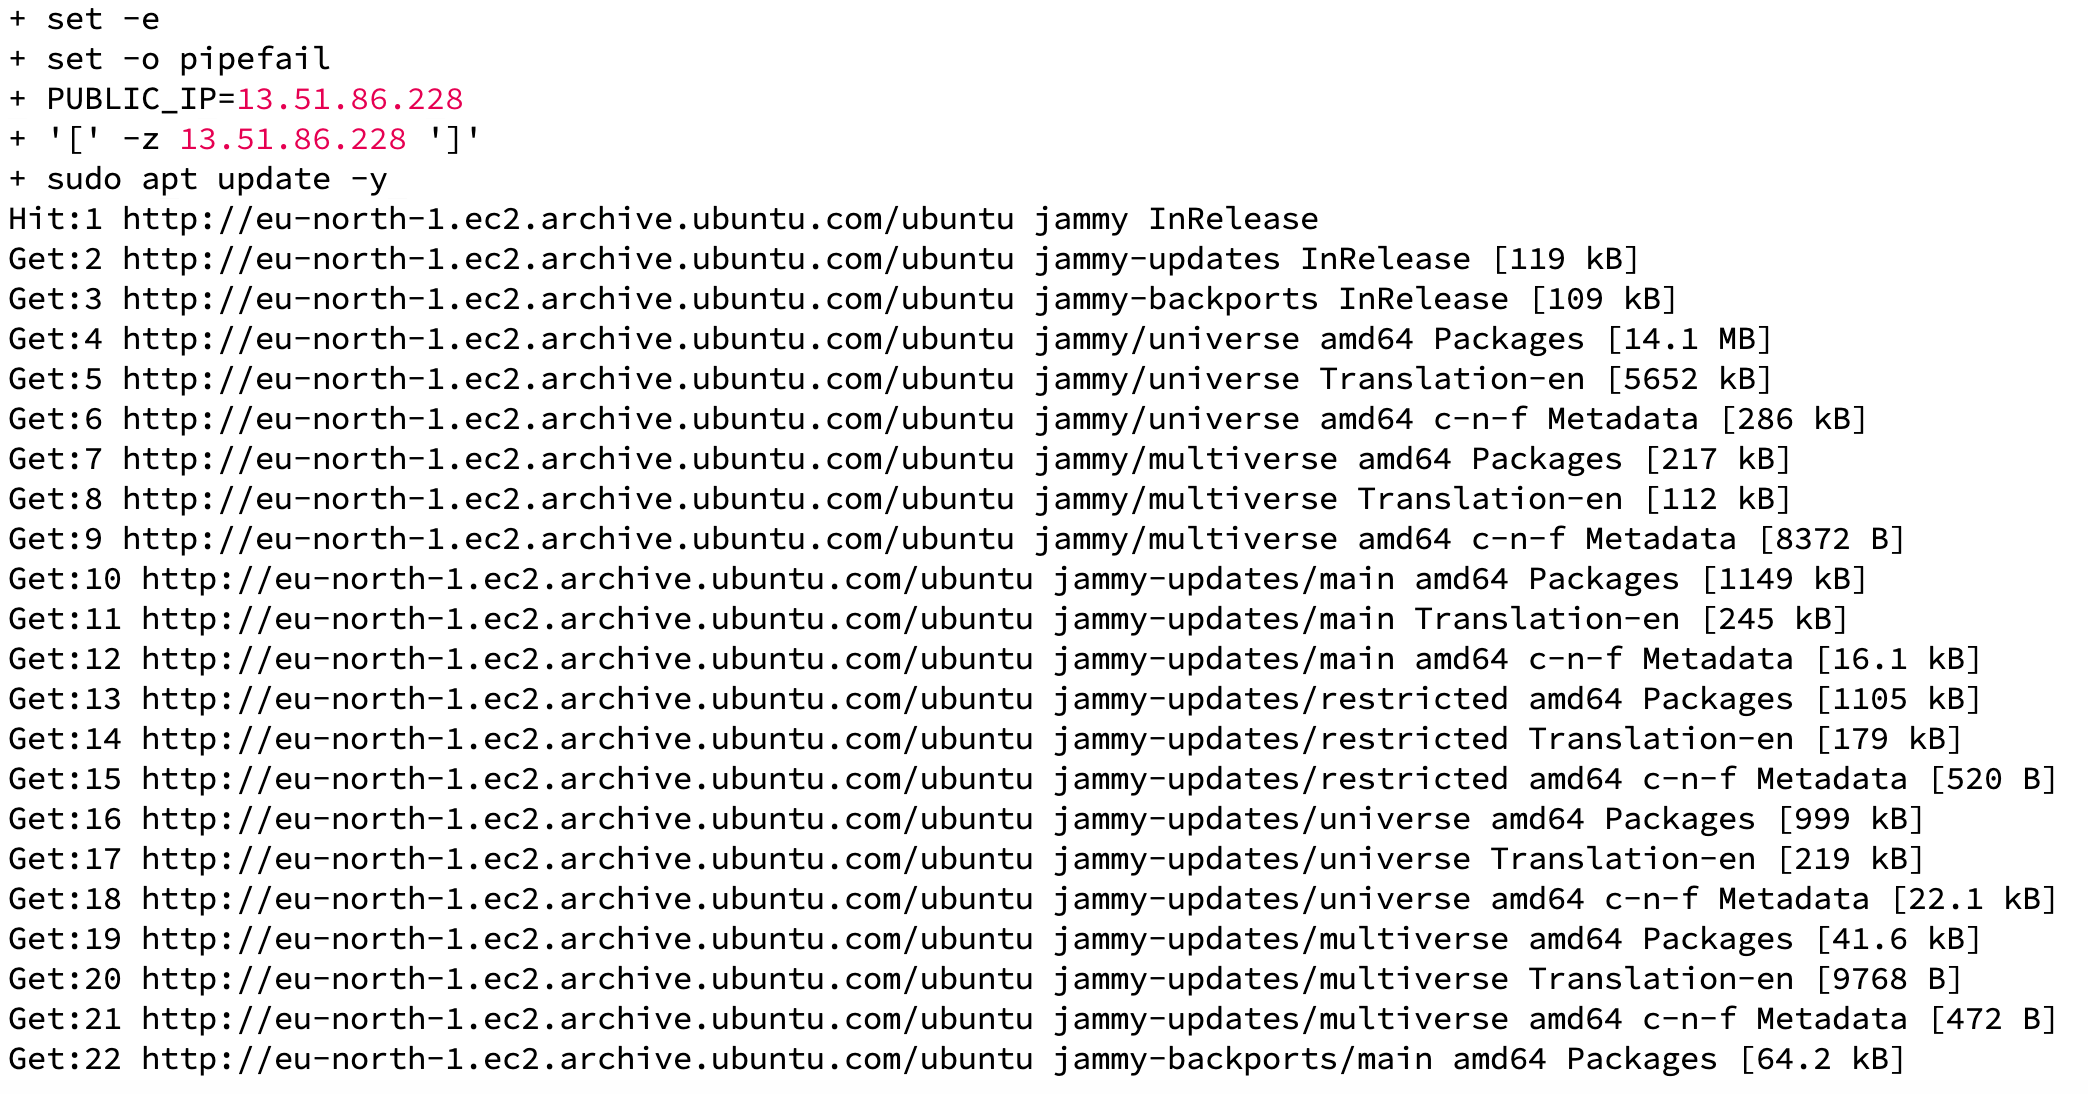 + set -e
+ set -o pipefail
+ PUBLIC_IP=13.51.86.228
+ '[' -z 13.51.86.228 ']'
+ sudo apt update -y
Hit:1 http://eu-north-1.ec2.archive.ubuntu.com/ubuntu jammy InRelease
Get:2 http://eu-north-1.ec2.archive.ubuntu.com/ubuntu jammy-updates InRelease [119 kB]
Get:3 http://eu-north-1.ec2.archive.ubuntu.com/ubuntu jammy-backports InRelease [109 kB]
Get:4 http://eu-north-1.ec2.archive.ubuntu.com/ubuntu jammy/universe amd64 Packages [14.1 MB]
Get:5 http://eu-north-1.ec2.archive.ubuntu.com/ubuntu jammy/universe Translation-en [5652 kB]
Get:6 http://eu-north-1.ec2.archive.ubuntu.com/ubuntu jammy/universe amd64 c-n-f Metadata [286 kB]
Get:7 http://eu-north-1.ec2.archive.ubuntu.com/ubuntu jammy/multiverse amd64 Packages [217 kB]
Get:8 http://eu-north-1.ec2.archive.ubuntu.com/ubuntu jammy/multiverse Translation-en [112 kB]
Get:9 http://eu-north-1.ec2.archive.ubuntu.com/ubuntu jammy/multiverse amd64 c-n-f Metadata [8372 B]
Get:10 http://eu-north-1.ec2.archive.ubuntu.com/ubuntu jammy-updates/main amd64 Packages [1149 kB]
Get:11 http://eu-north-1.ec2.archive.ubuntu.com/ubuntu jammy-updates/main Translation-en [245 kB]
Get:12 http://eu-north-1.ec2.archive.ubuntu.com/ubuntu jammy-updates/main amd64 c-n-f Metadata [16.1 kB]
Get:13 http://eu-north-1.ec2.archive.ubuntu.com/ubuntu jammy-updates/restricted amd64 Packages [1105 kB]
Get:14 http://eu-north-1.ec2.archive.ubuntu.com/ubuntu jammy-updates/restricted Translation-en [179 kB]
Get:15 http://eu-north-1.ec2.archive.ubuntu.com/ubuntu jammy-updates/restricted amd64 c-n-f Metadata [520 B]
Get:16 http://eu-north-1.ec2.archive.ubuntu.com/ubuntu jammy-updates/universe amd64 Packages [999 kB]
Get:17 http://eu-north-1.ec2.archive.ubuntu.com/ubuntu jammy-updates/universe Translation-en [219 kB]
Get:18 http://eu-north-1.ec2.archive.ubuntu.com/ubuntu jammy-updates/universe amd64 c-n-f Metadata [22.1 kB]
Get:19 http://eu-north-1.ec2.archive.ubuntu.com/ubuntu jammy-updates/multiverse amd64 Packages [41.6 kB]
Get:20 http://eu-north-1.ec2.archive.ubuntu.com/ubuntu jammy-updates/multiverse Translation-en [9768 B]
Get:21 http://eu-north-1.ec2.archive.ubuntu.com/ubuntu jammy-updates/multiverse amd64 c-n-f Metadata [472 B]
Get:22 http://eu-north-1.ec2.archive.ubuntu.com/ubuntu jammy-backports/main amd64 Packages [64.2 kB]